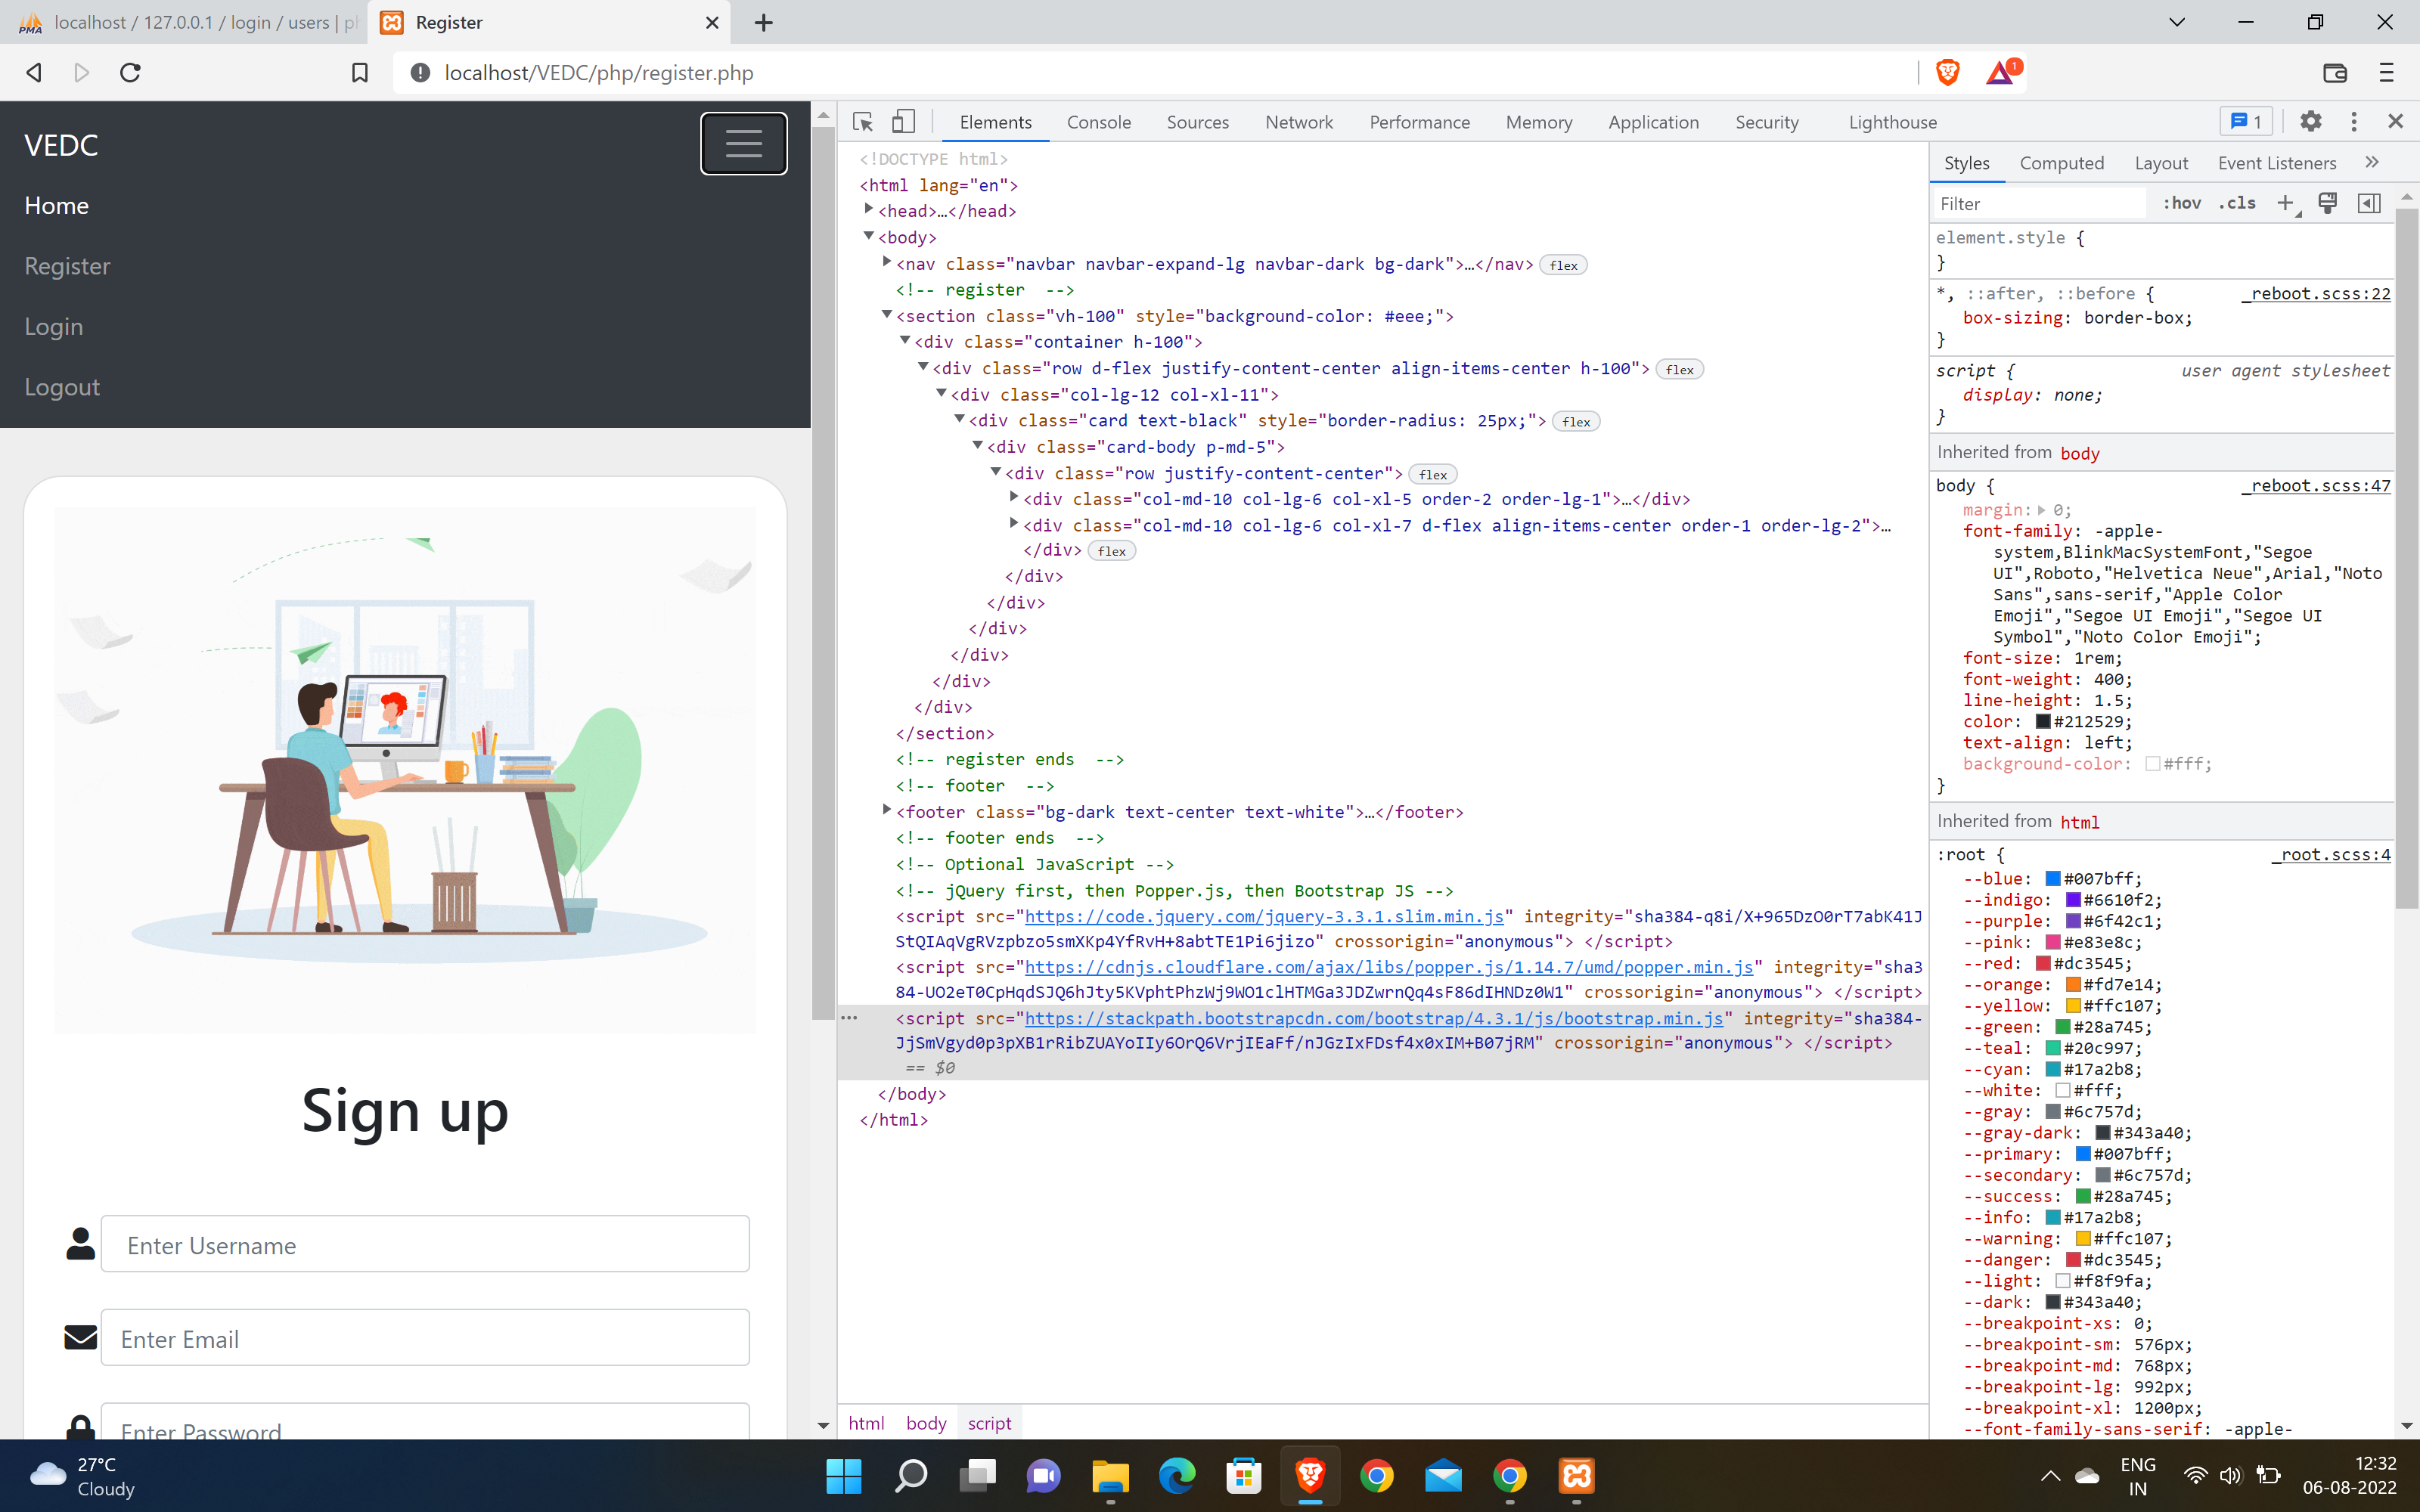 localhost / 127.0.0.1 / login / users | ph
Register
localhost/VEDC/php/register.php
1
VEDC
Home
Register
Login
Logout
Sign up
Enter Username
Enter Email
Enter Password
Elements Console Sources Network Performance Memory Application Security Lighthouse
1
<!DOCTYPE html>
<html lang="en">
<head>…</head>
<body>
<nav class="navbar navbar-expand-lg navbar-dark bg-dark">…</nav> flex
<!-- register -->
<section class="vh-100" style="background-color: #eee;">
<div class="container h-100">
<div class="row d-flex justify-content-center align-items-center h-100"> flex
<div class="col-lg-12 col-xl-11">
<div class="card text-black" style="border-radius: 25px;"> flex
<div class="card-body p-md-5">
<div class="row justify-content-center"> flex
<div class="col-md-10 col-lg-6 col-xl-5 order-2 order-lg-1">…</div>
<div class="col-md-10 col-lg-6 col-xl-7 d-flex align-items-center order-1 order-lg-2">…
</div> flex
</div>
</div>
</div>
</div>
</div>
</div>
</section>
<!-- register ends -->
<!-- footer -->
<footer class="bg-dark text-center text-white">…</footer>
<!-- footer ends -->
<!-- Optional JavaScript -->
<!-- jQuery first, then Popper.js, then Bootstrap JS -->
<script src="https://code.jquery.com/jquery-3.3.1.slim.min.js" integrity="sha384-q8i/X+965DzO0rT7abK41J
StQIAqVgRVzpbzo5smXKp4YfRvH+8abtTE1Pi6jizo" crossorigin="anonymous"> </script>
<script src="https://cdnjs.cloudflare.com/ajax/libs/popper.js/1.14.7/umd/popper.min.js" integrity="sha3
84-UO2eT0CpHqdSJQ6hJty5KVphtPhzWj9WO1clHTMGa3JDZwrnQq4sF86dIHNDz0W1" crossorigin="anonymous"> </script>
<script src="https://stackpath.bootstrapcdn.com/bootstrap/4.3.1/js/bootstrap.min.js" integrity="sha384-
JjSmVgyd0p3pXB1rRibZUAYoIIy6OrQ6VrjIEaFf/nJGzIxFDsf4x0xIM+B07jRM" crossorigin="anonymous"> </script>
== $0
</body>
</html>
html body script
Styles Computed Layout Event Listeners
Filter :hov .cls
element.style {
}
*, ::after, ::before { _reboot.scss:22
box-sizing: border-box;
}
script { user agent stylesheet
display: none;
}
Inherited from body
body { _reboot.scss:47
margin: 0;
font-family: -apple-
system,BlinkMacSystemFont,"Segoe
UI",Roboto,"Helvetica Neue",Arial,"Noto
Sans",sans-serif,"Apple Color
Emoji","Segoe UI Emoji","Segoe UI
Symbol","Noto Color Emoji";
font-size: 1rem;
font-weight: 400;
line-height: 1.5;
color: #212529;
text-align: left;
background-color: #fff;
}
Inherited from html
:root { _root.scss:4
--blue: #007bff;
--indigo: #6610f2;
--purple: #6f42c1;
--pink: #e83e8c;
--red: #dc3545;
--orange: #fd7e14;
--yellow: #ffc107;
--green: #28a745;
--teal: #20c997;
--cyan: #17a2b8;
--white: #fff;
--gray: #6c757d;
--gray-dark: #343a40;
--primary: #007bff;
--secondary: #6c757d;
--success: #28a745;
--info: #17a2b8;
--warning: #ffc107;
--danger: #dc3545;
--light: #f8f9fa;
--dark: #343a40;
--breakpoint-xs: 0;
--breakpoint-sm: 576px;
--breakpoint-md: 768px;
--breakpoint-lg: 992px;
--breakpoint-xl: 1200px;
--font-family-sans-serif: -apple-
27°C
Cloudy
ENG
IN
12:32
06-08-2022